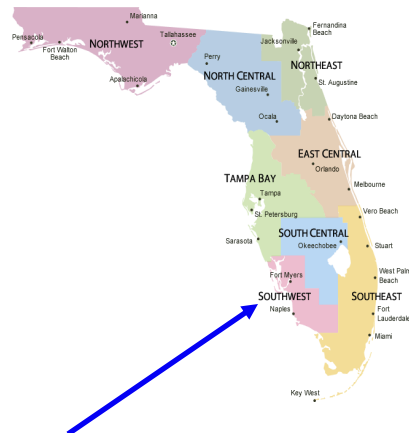 Marianna
Fernandina
Beach
Pensacola
Tallahassee
Jacksonville
NORTHWEST
Fort Walton
Beach
Perry
NORTHEAST
NORTH CENTRAL
St. Augustine
Apalachicola
Gainesville
Ocala
Daytona Beach
EAST CENTRAL
Orlando
TAMPA BAY
Melbourne
Tampa
St. Petersburg
Vero Beach
SOUTH CENTRAL
Sarasota
Okeechobee
Stuart
Fort Myers
West Palm
Beach
SOUTHWEST
SOUTHEAST
Naples
Fort
Lauderdale
Miami
Key West